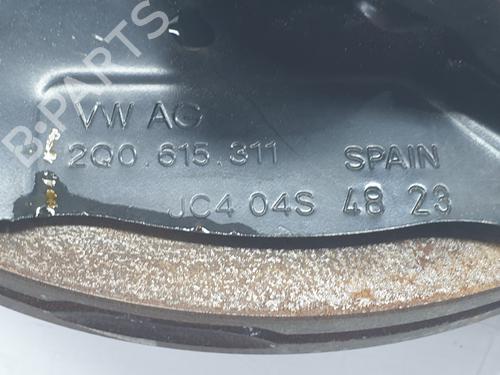 B-PARTS
VW AG
2Q0.615.311 SPAIN
JC4 04S 48 23